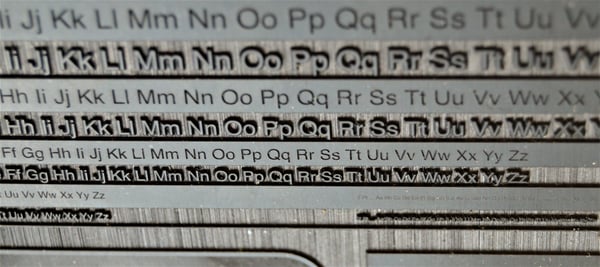 Ii Jj Kk Ll Mm Nn Oo Pp Qq Rr Ss Tt Uu Vv
Ii Jj Kk Ll Mm Nn Oo Pp Qq Rr Ss Tt Uu Vv
Hh Ii Jj Kk Ll Mm Nn Oo Pp Qq Rr Ss Tt Uu Vv Ww Xx Y
Hh Ii Jj Kk Ll Mm Nn Oo Pp Qq Rr Ss Tt Uu Vv Ww Xx Y
Ff Gg Hh Ii Jj Kk Ll Mm Nn Oo Pp Qq Rr Ss Tt Uu Vv Ww Xx Yy Zz
Ff Gg Hh Ii Jj Kk Ll Mm Nn Oo Pp Qq Rr Ss Tt Uu Vv Ww Xx Yy Zz
Uu Vv Ww Xx Yy Zz
Uu Vv Ww Xx Yy Zz